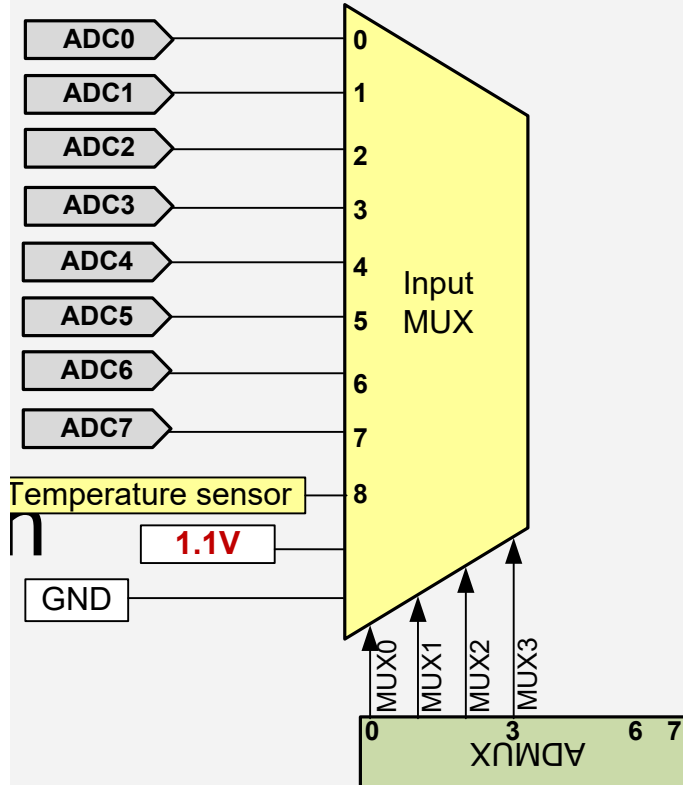 ADC0
0
ADC1
1
ADC2
2
ADC3
3
ADC4
4
Input
MUX
ADC5
5
ADC6
6
ADC7
7
Temperature sensor
8
n
1.1V
GND
MUX0
MUX1
MUX2
MUX3
0 3 6 7
ADMUX